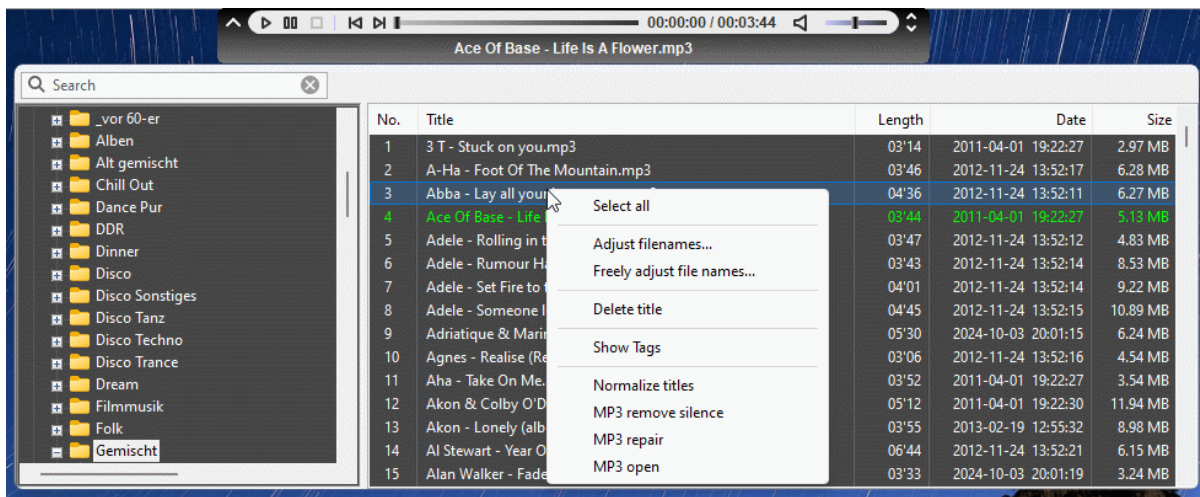 00:00:00 / 00:03:44
Ace Of Base - Life Is A Flower.mp3
Search
_vor 60-er
Alben
Alt gemischt
Chill Out
Dance Pur
DDR
Dinner
Disco
Disco Sonstiges
Disco Tanz
Disco Techno
Disco Trance
Dream
Filmmusik
Folk
Gemischt
No. Title Length Date Size
1 3 T - Stuck on you.mp3 03'14 2011-04-01 19:22:27 2.97 MB
2 A-Ha - Foot Of The Mountain.mp3 03'46 2012-11-24 13:52:17 6.28 MB
3 Abba - Lay all your 04'36 2012-11-24 13:52:11 6.27 MB
4 Ace Of Base - Life 03'44 2011-04-01 19:22:27 5.13 MB
5 Adele - Rolling in t 03'47 2012-11-24 13:52:12 4.83 MB
6 Adele - Rumour Ha 03'43 2012-11-24 13:52:14 8.53 MB
7 Adele - Set Fire to 04'01 2012-11-24 13:52:14 9.22 MB
8 Adele - Someone l 04'45 2012-11-24 13:52:15 10.89 MB
9 Adriatique & Marin 05'30 2024-10-03 20:01:15 6.24 MB
10 Agnes - Realise (Re 03'06 2012-11-24 13:52:16 4.54 MB
11 Aha - Take On Me. 03'52 2011-04-01 19:22:27 3.54 MB
12 Akon & Colby O'D 05'12 2011-04-01 19:22:30 11.94 MB
13 Akon - Lonely (alb 03'55 2013-02-19 12:55:32 8.98 MB
14 Al Stewart - Year O 06'44 2012-11-24 13:52:21 6.15 MB
15 Alan Walker - Fade 03'33 2024-10-03 20:01:19 3.24 MB
Select all
Adjust filenames...
Freely adjust file names...
Delete title
Show Tags
Normalize titles
MP3 remove silence
MP3 repair
MP3 open